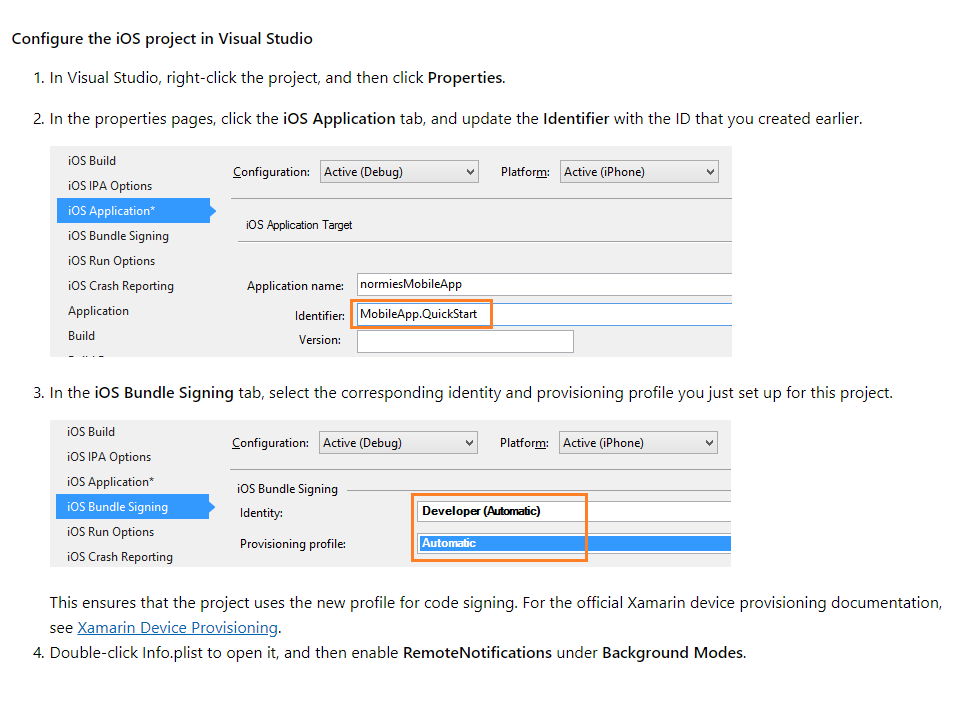 Configure the iOS project in Visual Studio
1. In Visual Studio, right-click the project, and then click Properties.
2. In the properties pages, click the iOS Application tab, and update the Identifier with the ID that you created earlier.
iOS Build
iOS IPA Options
iOS Application*
iOS Bundle Signing
iOS Run Options
iOS Crash Reporting
Application
Build
Configuration: Active (Debug) Platform: Active (iPhone)
iOS Application Target
Application name: normiesMobileApp
Identifier: MobileApp.QuickStart
Version:
3. In the iOS Bundle Signing tab, select the corresponding identity and provisioning profile you just set up for this project.
iOS Build
iOS IPA Options
iOS Application*
iOS Bundle Signing
iOS Run Options
iOS Crash Reporting
Configuration: Active (Debug) Platform: Active (iPhone)
iOS Bundle Signing
Identity: Developer (Automatic)
Provisioning profile: Automatic
This ensures that the project uses the new profile for code signing. For the official Xamarin device provisioning documentation,
see Xamarin Device Provisioning.
4. Double-click Info.plist to open it, and then enable RemoteNotifications under Background Modes.